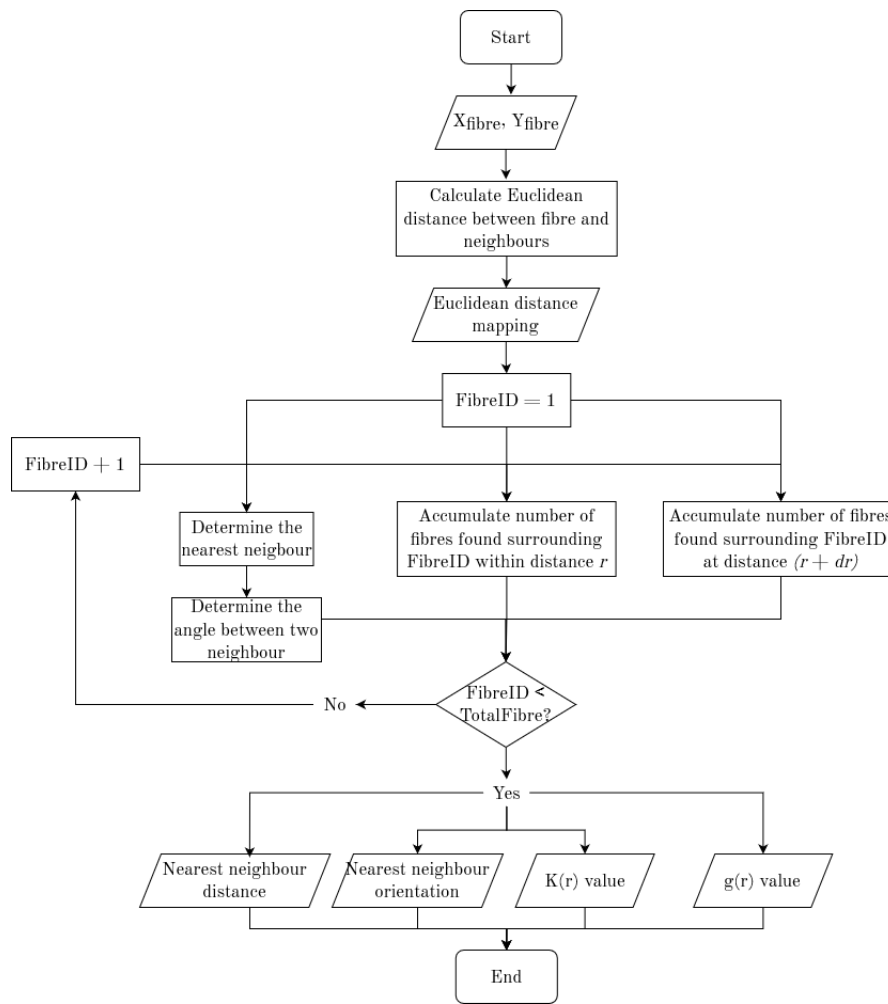 Start
Xfibre, Yfibre
Calculate Euclidean
distance between fibre and
neighbours
Euclidean distance
mapping
FibreID = 1
FibreID + 1
Determine the
nearest neigbour
Accumulate number of
fibres found surrounding
FibreID within distance r
Accumulate number of fibres
found surrounding FibreID
at distance (r + dr)
Determine the
angle between two
neighbour
FibreID <
TotalFibre?
No
Yes
Nearest neighbour
distance
Nearest neighbour
orientation
K(r) value
g(r) value
End